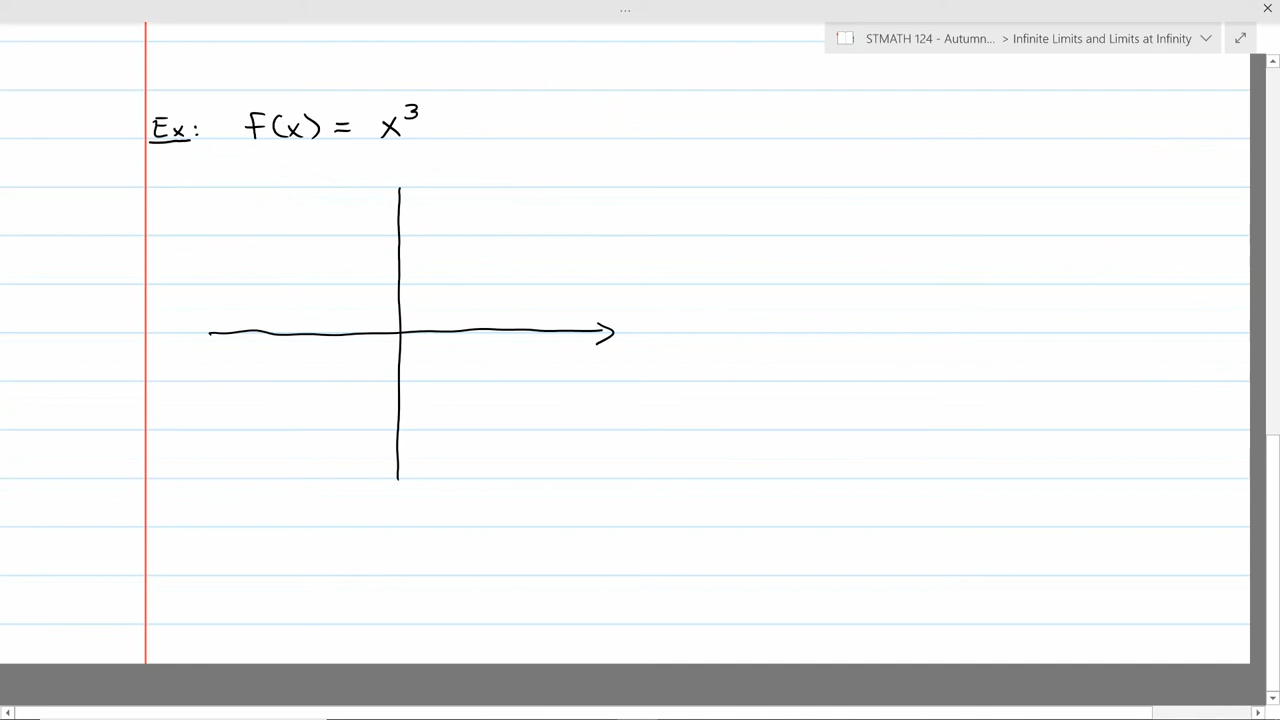 ...
STMATH 124 - Autumn... > Infinite Limits and Limits at Infinity
Ex: f(x) = x³